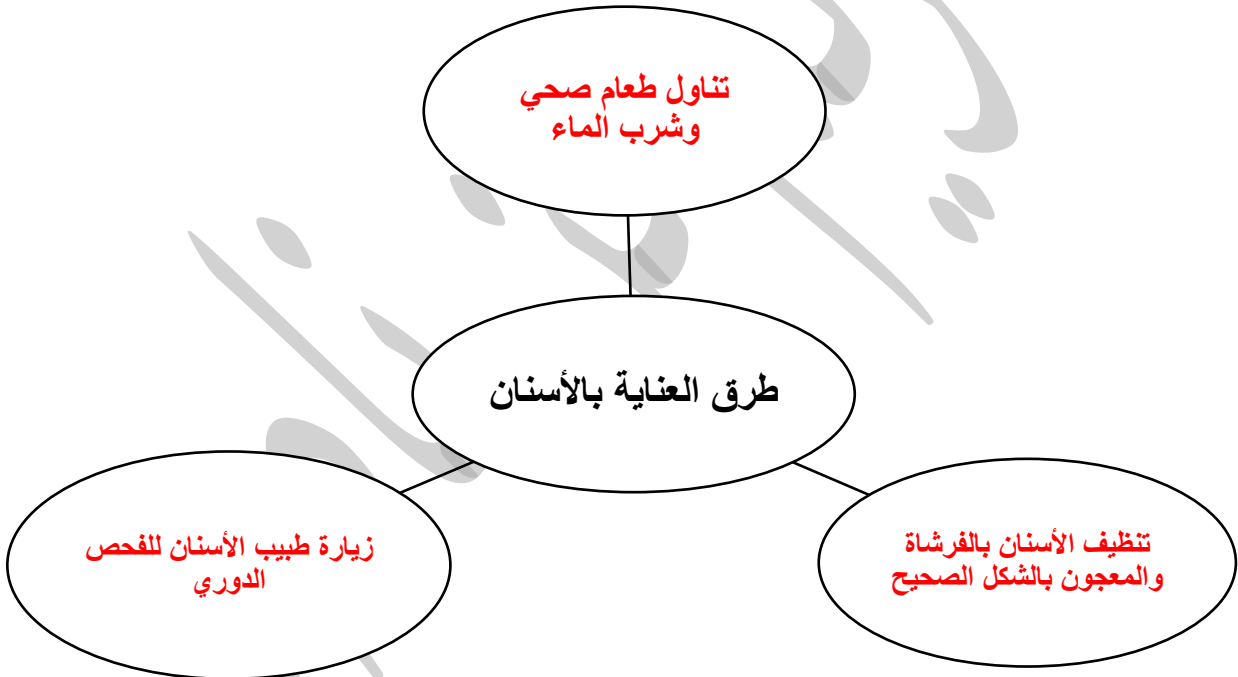 تناول طعام صحي
وشرب الماء
طرق العناية بالأسنان
تنظيف الأسنان بالفرشاة
والمعجون بالشكل الصحيح
زيارة طبيب الأسنان للفحص
الدوري